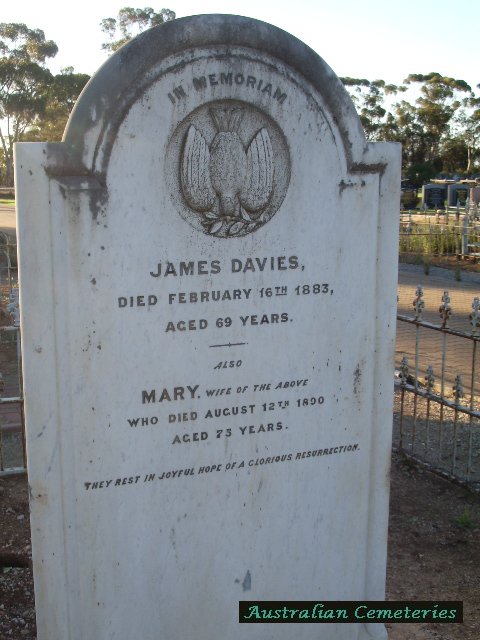 IN MEMORIAM
JAMES DAVIES,
DIED FEBRUARY 16TH 1883,
AGED 69 YEARS.
ALSO
MARY, WIFE OF THE ABOVE
WHO DIED AUGUST 12TH 1890
AGED 73 YEARS.
THEY REST IN JOYFUL HOPE OF A GLORIOUS RESURRECTION.
Australian Cemeteries